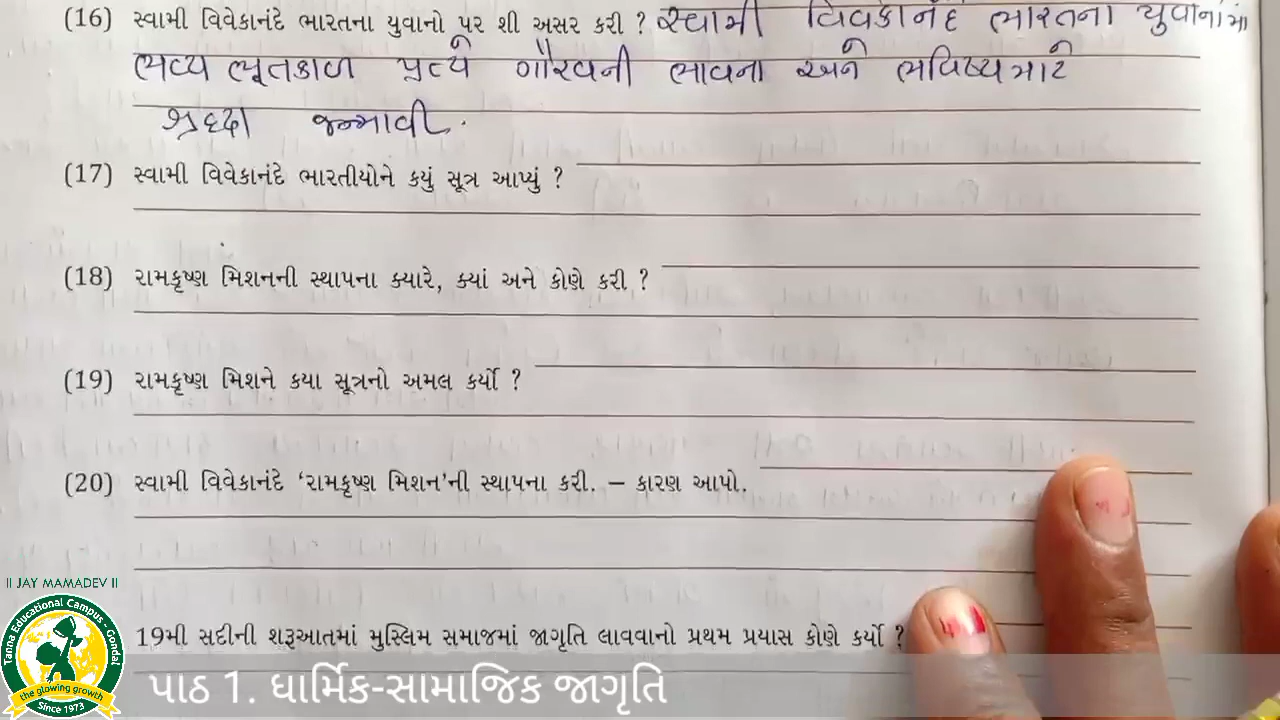 (16) સ્વામી વિવેકાનંદે ભારતના યુવાનો પર શી અસર કરી ? સ્વામી વિવકાનંદ ભારતના યુવાનોમાં
ભવ્ય ભૂતકાળ પ્રત્યે ગૌરવની ભાવના અને ભવિષ્ય માટે
શ્રદ્ધા જન્માવી.
(17) સ્વામી વિવેકાનંદે ભારતીયોને કયું સૂત્ર આપ્યું ?
(18) રામકૃષ્ણ મિશનની સ્થાપના ક્યારે, ક્યાં અને કોણે કરી ?
(19) રામકૃષ્ણ મિશને કયા સૂત્રનો અમલ કર્યો ?
(20) સ્વામી વિવેકાનંદે ‘રામકૃષ્ણ મિશન’ની સ્થાપના કરી. – કારણ આપો.
19મી સદીની શરૂઆતમાં મુસ્લિમ સમાજમાં જાગૃતિ લાવવાનો પ્રથમ પ્રયાસ કોણે કર્યો ?
|| JAY MAMADEV ||
Tanna Educational Campus - Gondal
the glowing growth
Since 1973
પાઠ 1. ધાર્મિક-સામાજિક જાગૃતિ